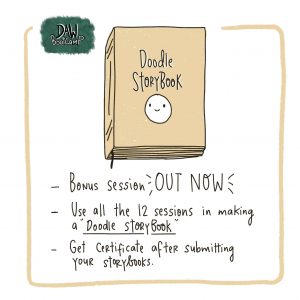 DAW
BOOTCAMP
Doodle
StoryBook
- Bonus Session OUT NOW
- Use all the 12 sessions in making
a "Doodle StoryBook"
- Get Certificate after submitting
your storybooks.